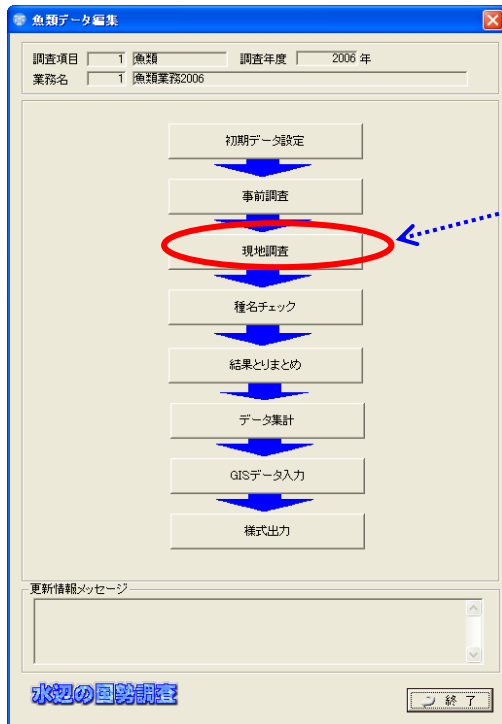 魚類データ編集
調査項目 1 魚類 調査年度 2006 年
業務名 1 魚類業務2006
初期データ設定
事前調査
現地調査
種名チェック
結果とりまとめ
データ集計
GISデータ入力
様式出力
更新情報メッセージ
水辺の国勢調査
終 了